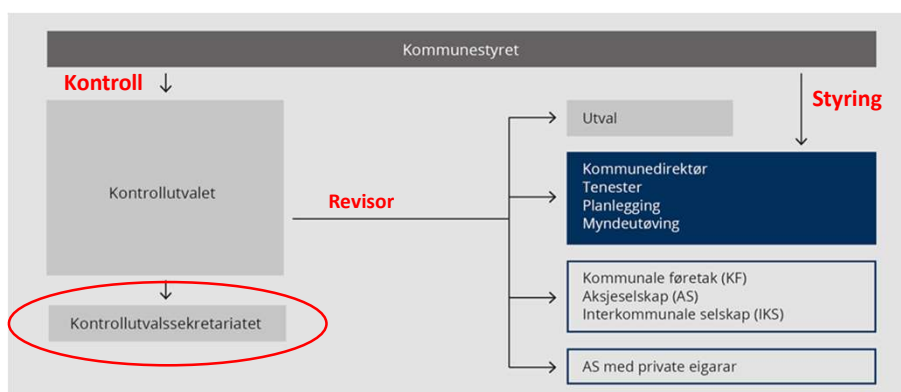 Kommunestyret
Kontroll
Styring
Kontrollutvalet
Revisor
Utval
Kommunedirektør
Tenester
Planlegging
Myndeutøving
Kommunale føretak (KF)
Aksjeselskap (AS)
Interkommunale selskap (IKS)
Kontrollutvalssekretariatet
AS med private eigarar